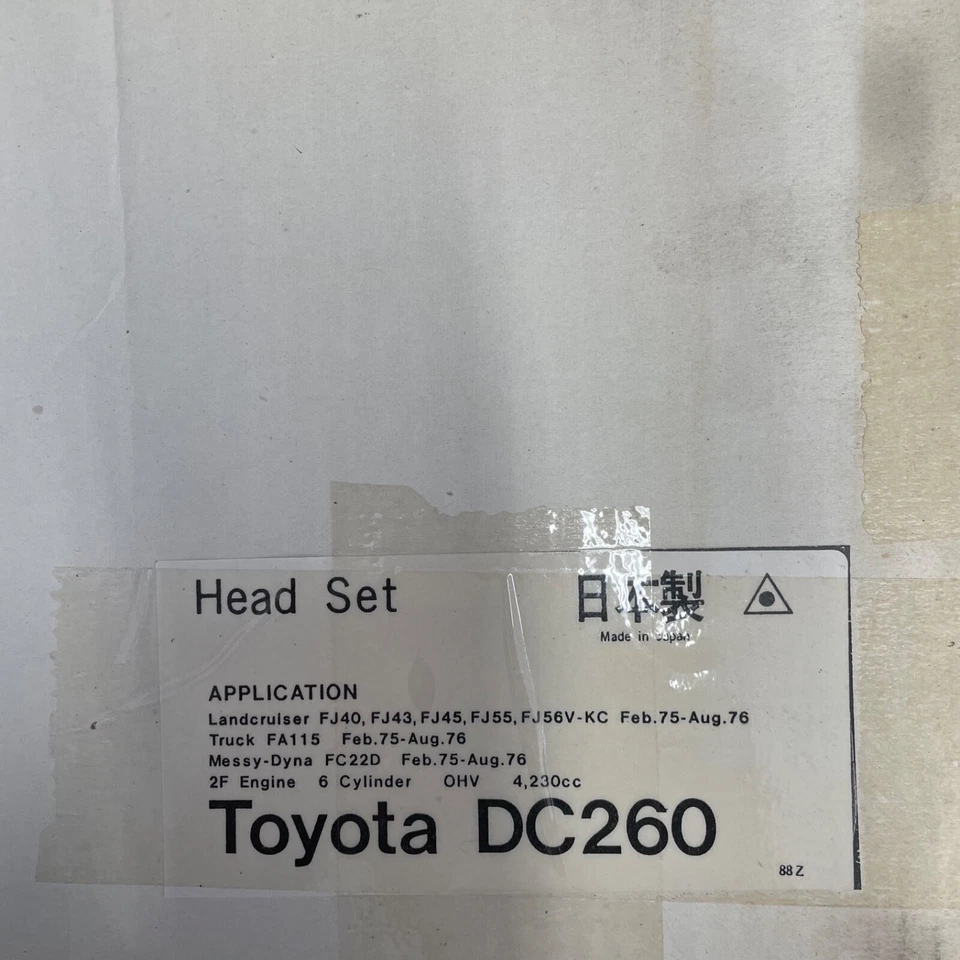 Head Set
日本製
Made in Japan
APPLICATION
Landcruiser FJ40, FJ43, FJ45, FJ55, FJ56V-KC Feb.75-Aug.76
Truck FA115 Feb.75-Aug.76
Messy-Dyna FC22D Feb.75-Aug.76
2F Engine 6 Cylinder OHV 4,230cc
Toyota DC260
88Z